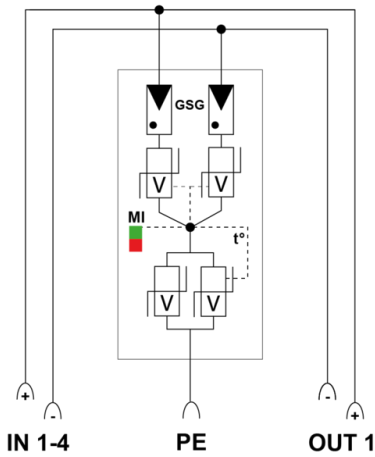 GSG
V V
MI
t°
V V
+ - - +
IN 1-4 PE OUT 1